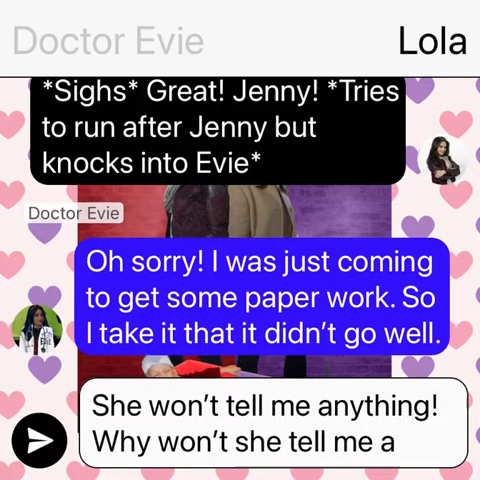 Doctor Evie Lola
*Sighs* Great! Jenny! *Tries
to run after Jenny but
knocks into Evie*
Doctor Evie
Oh sorry! I was just coming
to get some paper work. So
I take it that it didn’t go well.
She won’t tell me anything!
Why won’t she tell me a